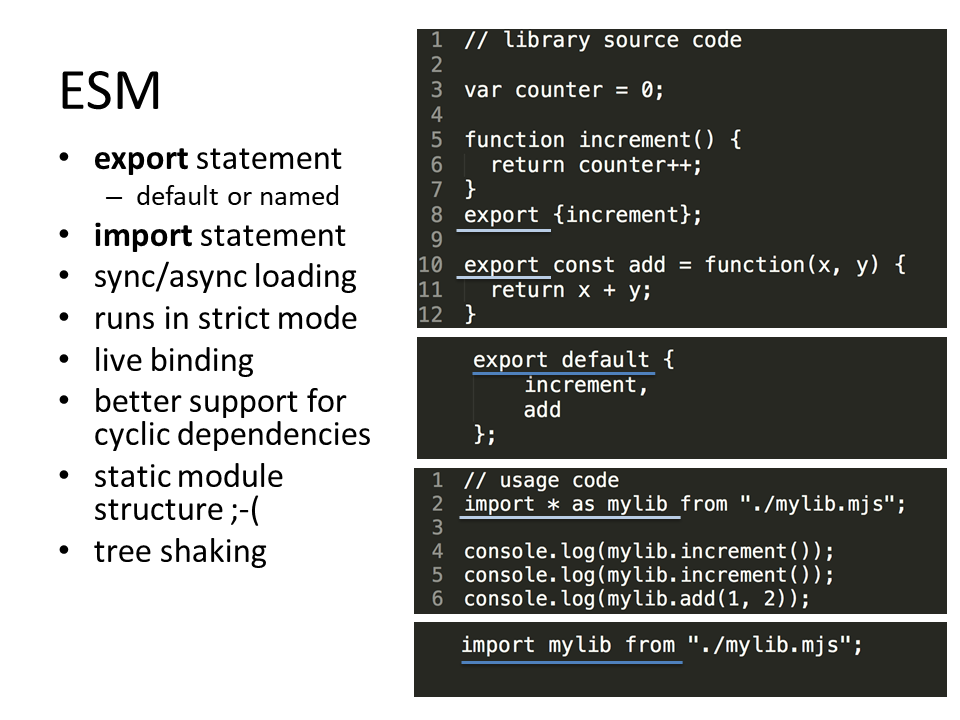 ESM
• export statement
– default or named
• import statement
• sync/async loading
• runs in strict mode
• live binding
• better support for
cyclic dependencies
• static module
structure ;-(
• tree shaking
1 // library source code
2
3 var counter = 0;
4
5 function increment() {
6   return counter++;
7 }
8 export {increment};
9
10 export const add = function(x, y) {
11   return x + y;
12 }
export default {
    increment,
    add
};
1 // usage code
2 import * as mylib from "./mylib.mjs";
3
4 console.log(mylib.increment());
5 console.log(mylib.increment());
6 console.log(mylib.add(1, 2));
import mylib from "./mylib.mjs";